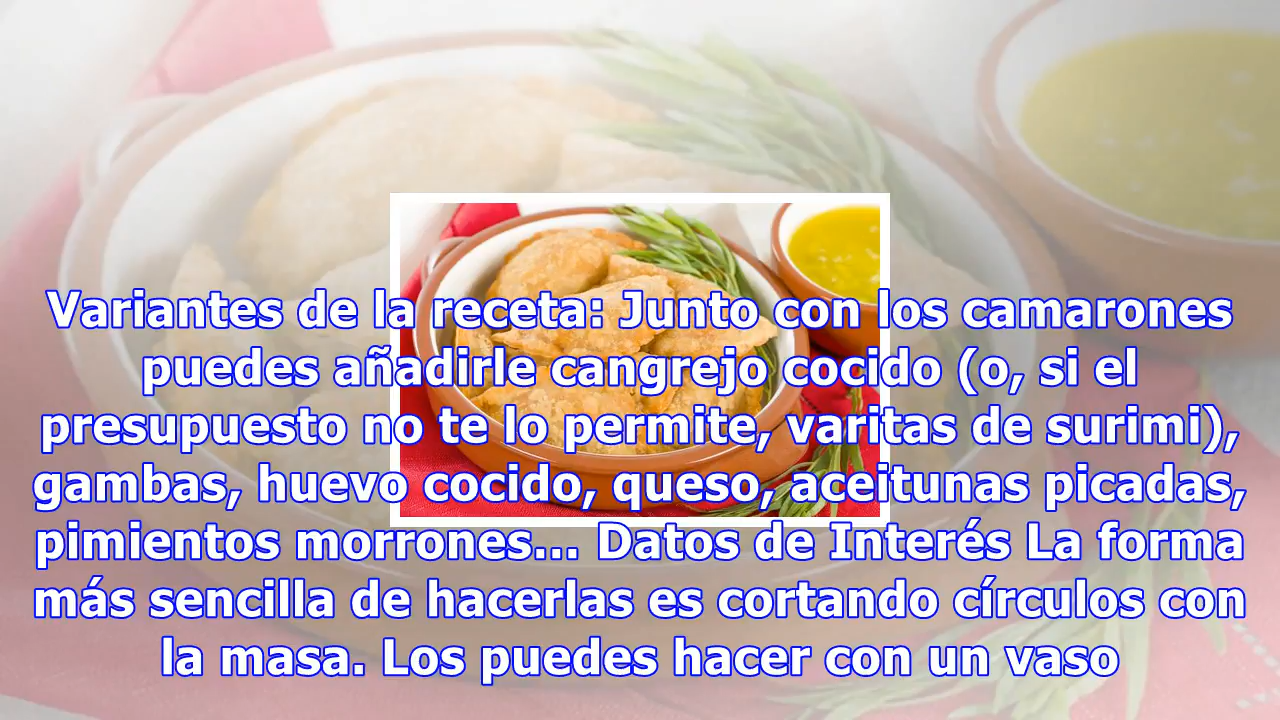 Variantes de la receta: Junto con los camarones
puedes añadirle cangrejo cocido (o, si el
presupuesto no te lo permite, varitas de surimi),
gambas, huevo cocido, queso, aceitunas picadas,
pimientos morrones... Datos de Interés La forma
más sencilla de hacerlas es cortando círculos con
la masa. Los puedes hacer con un vaso